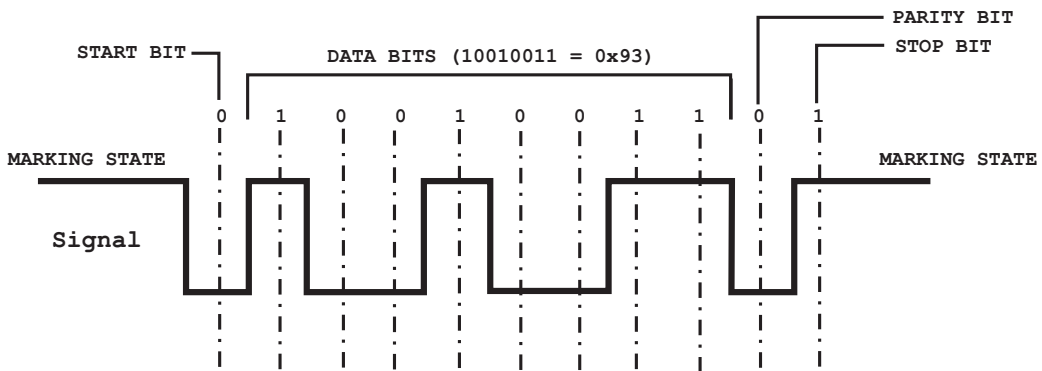 PARITY BIT
START BIT
STOP BIT
DATA BITS (10010011 = 0x93)
0 1 0 0 1 0 0 1 1 0 1
MARKING STATE
MARKING STATE
Signal